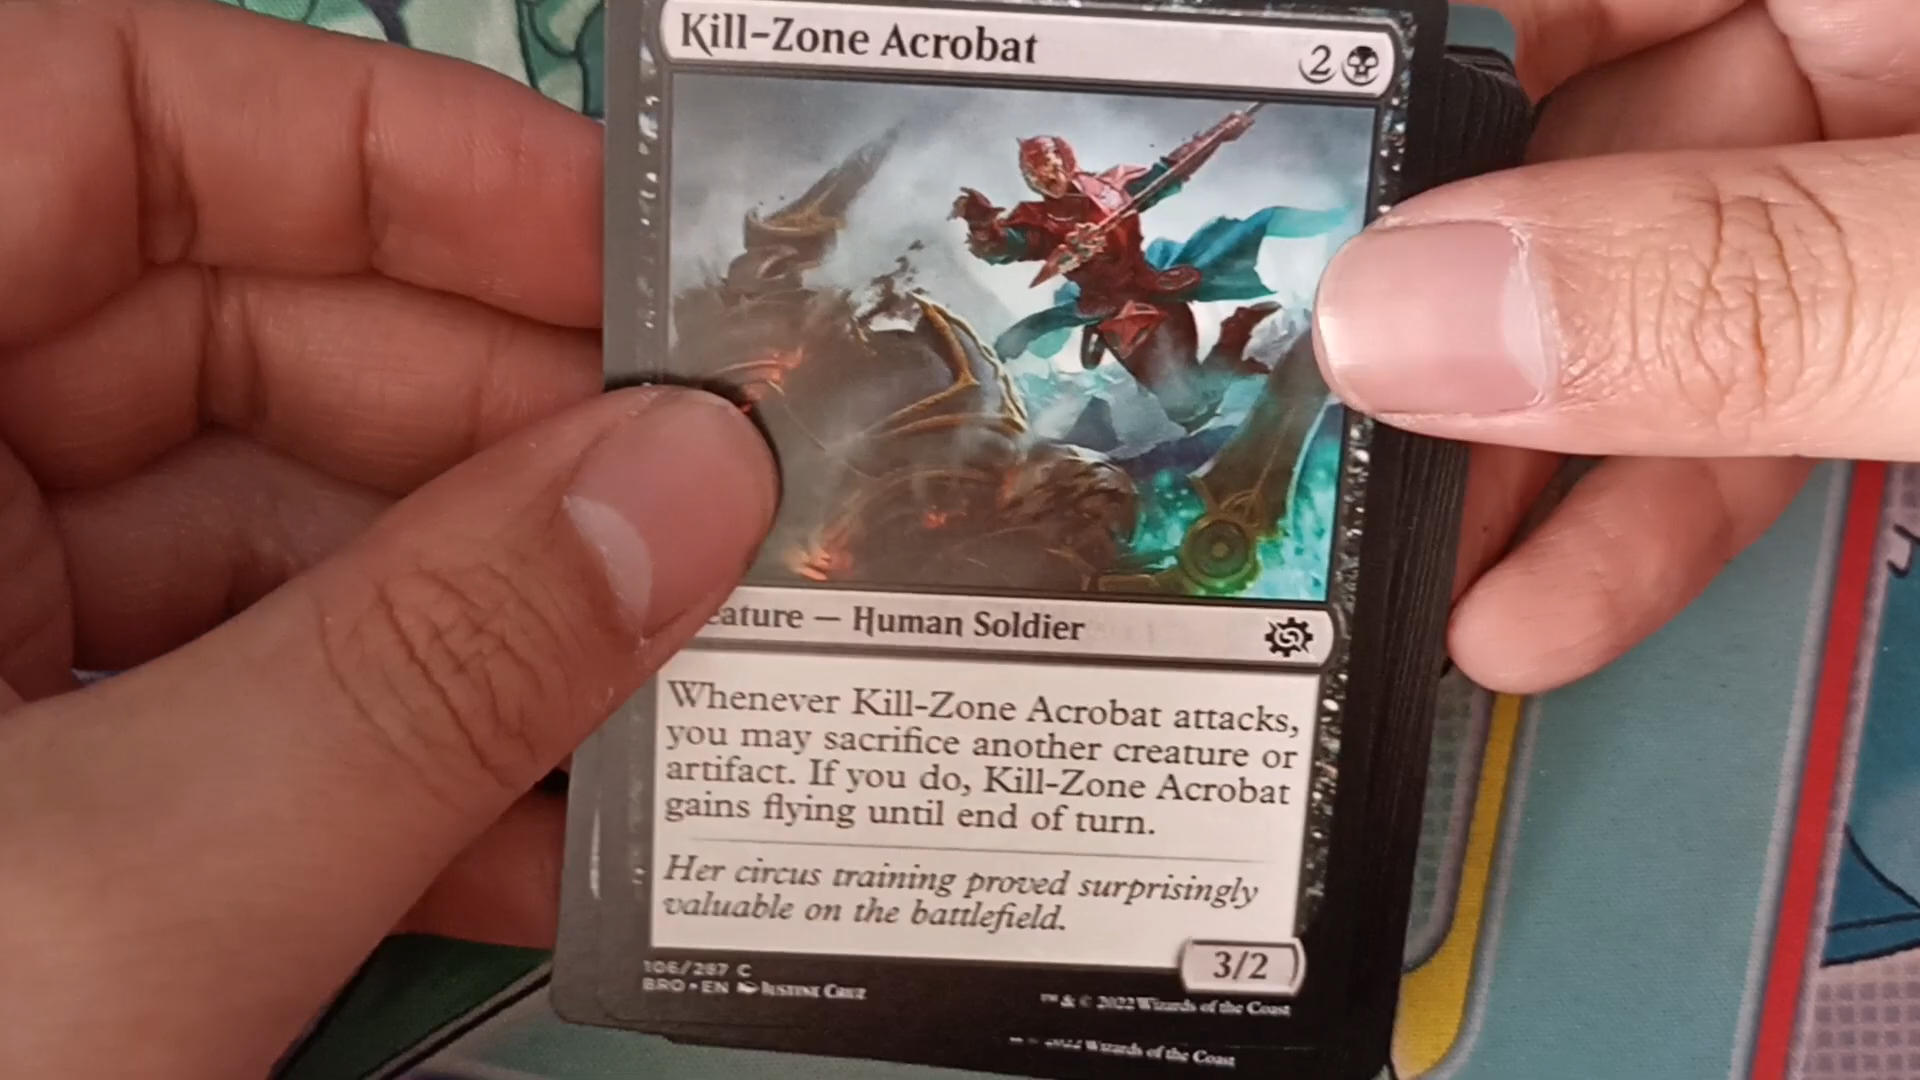 Kill-Zone Acrobat
2
eature — Human Soldier
Whenever Kill-Zone Acrobat attacks,
you may sacrifice another creature or
artifact. If you do, Kill-Zone Acrobat
gains flying until end of turn.
Her circus training proved surprisingly
valuable on the battlefield.
3/2
106/287 C
BRO • EN Justine Cruz
™ & © 2022 Wizards of the Coast
2022 Wizards of the Coast